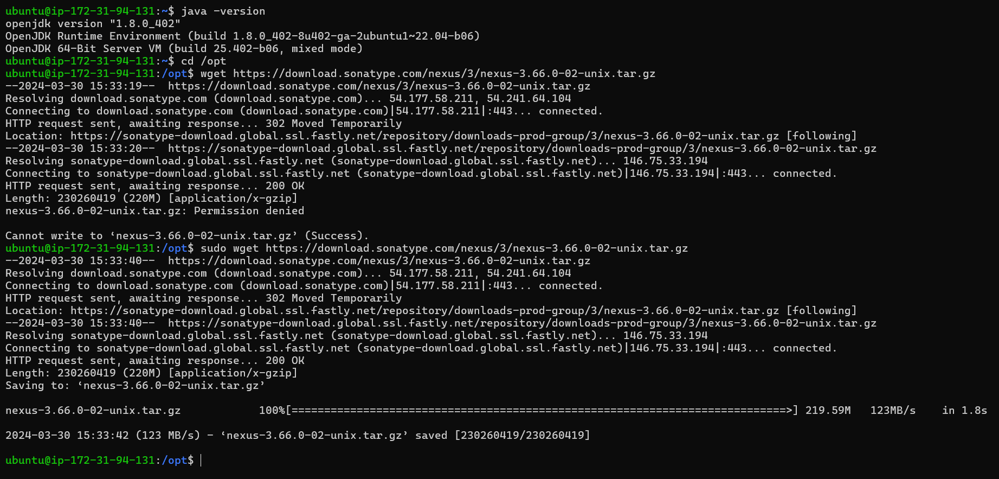 ubuntu@ip-172-31-94-131:~$ java -version
openjdk version "1.8.0_402"
OpenJDK Runtime Environment (build 1.8.0_402-8u402-ga-2ubuntu1~22.04-b06)
OpenJDK 64-Bit Server VM (build 25.402-b06, mixed mode)
ubuntu@ip-172-31-94-131:~$ cd /opt
ubuntu@ip-172-31-94-131:/opt$ wget https://download.sonatype.com/nexus/3/nexus-3.66.0-02-unix.tar.gz
--2024-03-30 15:33:19--  https://download.sonatype.com/nexus/3/nexus-3.66.0-02-unix.tar.gz
Resolving download.sonatype.com (download.sonatype.com)... 54.177.58.211, 54.241.64.104
Connecting to download.sonatype.com (download.sonatype.com)|54.177.58.211|:443... connected.
HTTP request sent, awaiting response... 302 Moved Temporarily
Location: https://sonatype-download.global.ssl.fastly.net/repository/downloads-prod-group/3/nexus-3.66.0-02-unix.tar.gz [following]
--2024-03-30 15:33:20--  https://sonatype-download.global.ssl.fastly.net/repository/downloads-prod-group/3/nexus-3.66.0-02-unix.tar.gz
Resolving sonatype-download.global.ssl.fastly.net (sonatype-download.global.ssl.fastly.net)... 146.75.33.194
Connecting to sonatype-download.global.ssl.fastly.net (sonatype-download.global.ssl.fastly.net)|146.75.33.194|:443... connected.
HTTP request sent, awaiting response... 200 OK
Length: 230260419 (220M) [application/x-gzip]
nexus-3.66.0-02-unix.tar.gz: Permission denied

Cannot write to ‘nexus-3.66.0-02-unix.tar.gz’ (Success).
ubuntu@ip-172-31-94-131:/opt$ sudo wget https://download.sonatype.com/nexus/3/nexus-3.66.0-02-unix.tar.gz
--2024-03-30 15:33:40--  https://download.sonatype.com/nexus/3/nexus-3.66.0-02-unix.tar.gz
Resolving download.sonatype.com (download.sonatype.com)... 54.177.58.211, 54.241.64.104
Connecting to download.sonatype.com (download.sonatype.com)|54.177.58.211|:443... connected.
HTTP request sent, awaiting response... 302 Moved Temporarily
Location: https://sonatype-download.global.ssl.fastly.net/repository/downloads-prod-group/3/nexus-3.66.0-02-unix.tar.gz [following]
--2024-03-30 15:33:40--  https://sonatype-download.global.ssl.fastly.net/repository/downloads-prod-group/3/nexus-3.66.0-02-unix.tar.gz
Resolving sonatype-download.global.ssl.fastly.net (sonatype-download.global.ssl.fastly.net)... 146.75.33.194
Connecting to sonatype-download.global.ssl.fastly.net (sonatype-download.global.ssl.fastly.net)|146.75.33.194|:443... connected.
HTTP request sent, awaiting response... 200 OK
Length: 230260419 (220M) [application/x-gzip]
Saving to: ‘nexus-3.66.0-02-unix.tar.gz’

nexus-3.66.0-02-unix.tar.gz            100%[============================================================================>] 219.59M   123MB/s    in 1.8s

2024-03-30 15:33:42 (123 MB/s) - ‘nexus-3.66.0-02-unix.tar.gz’ saved [230260419/230260419]

ubuntu@ip-172-31-94-131:/opt$